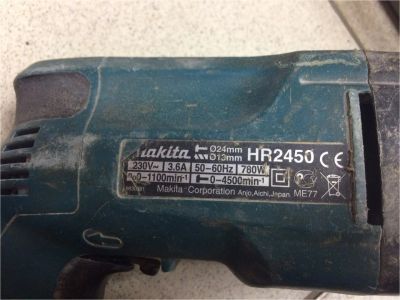 Makita Ø24mm HR2450 CE
Ø13mm
230V~ 3.6A 50-60Hz 780W
0-1100min⁻¹ 0-4500min⁻¹
Makita Corporation Anjo, Aichi, Japan ME77